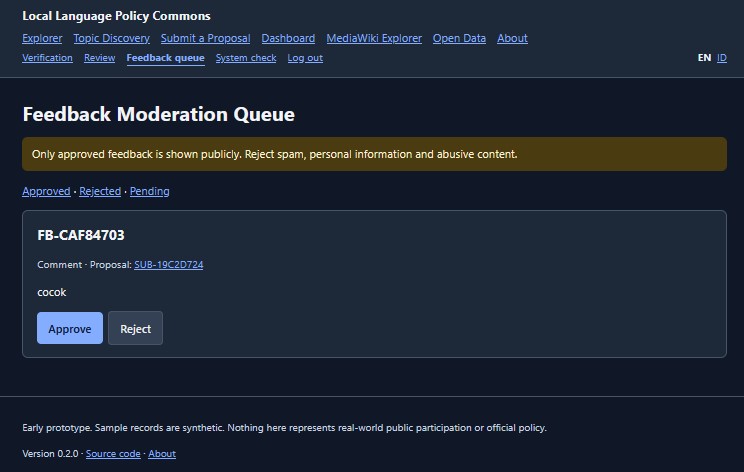 Local Language Policy Commons
Explorer Topic Discovery Submit a Proposal Dashboard MediaWiki Explorer Open Data About
Verification Review Feedback queue System check Log out EN ID
Feedback Moderation Queue
Only approved feedback is shown publicly. Reject spam, personal information and abusive content.
Approved · Rejected · Pending
FB-CAF84703
Comment · Proposal: SUB-19C2D724
cocok
Approve Reject
Early prototype. Sample records are synthetic. Nothing here represents real-world public participation or official policy.
Version 0.2.0 · Source code · About